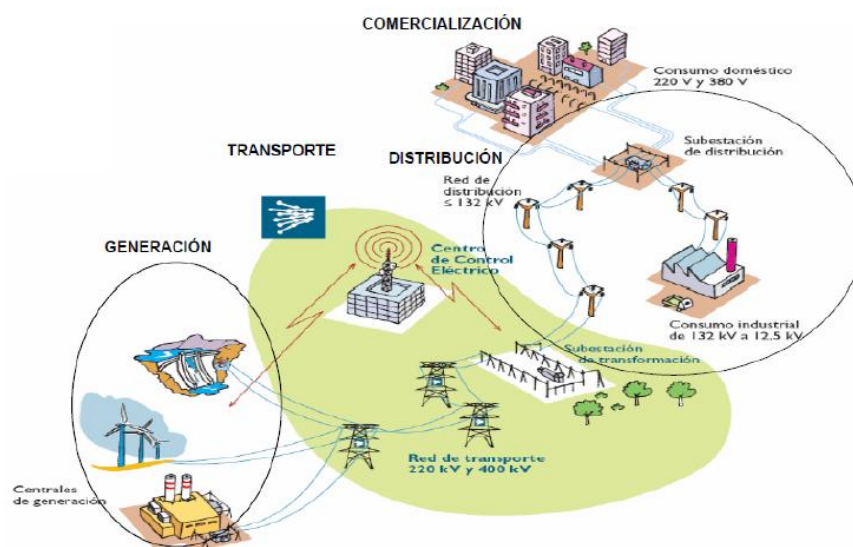 COMERCIALIZACIÓN
Consumo doméstico
220 V y 380 V
TRANSPORTE
DISTRIBUCIÓN
Subestación
de distribución
Red de
distribución
≤ 132 kV
GENERACIÓN
Centro
de Control
Eléctrico
Consumo industrial
de 132 kV a 12.5 kV
Subestación
de transformación
Red de transporte
220 kV y 400 kV
Centrales
de generación